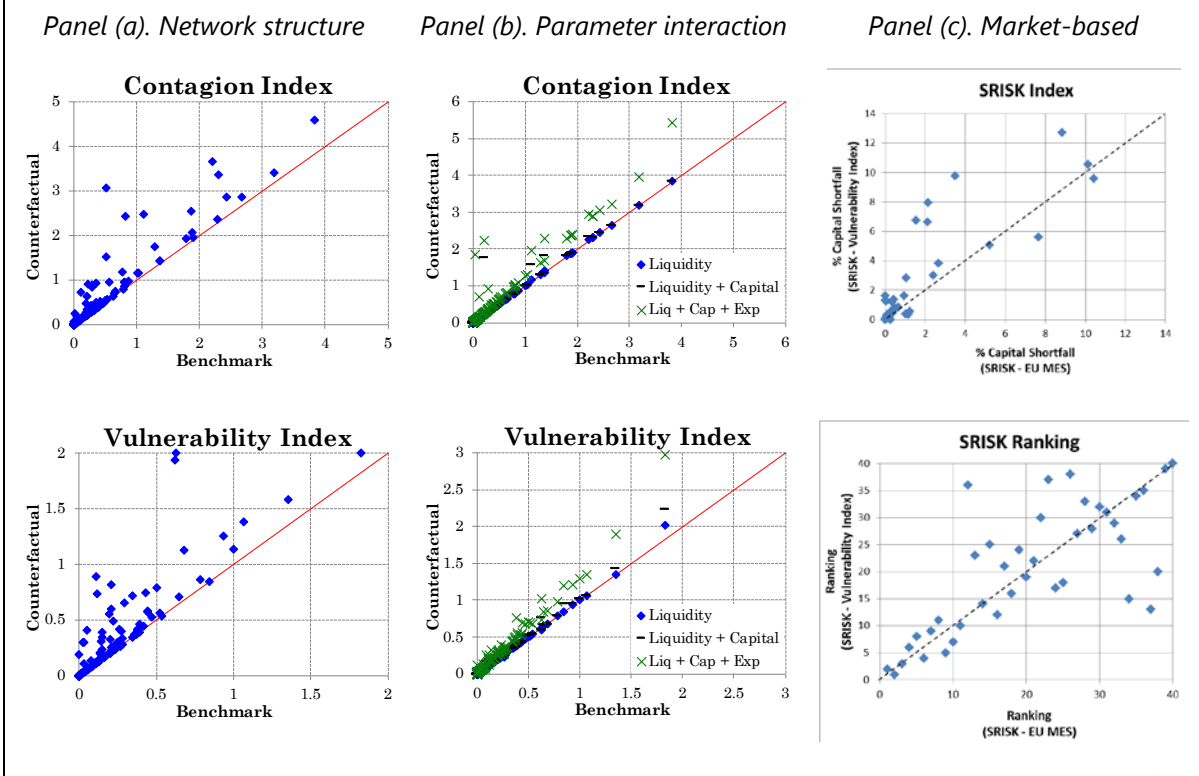 Panel (a). Network structure
Panel (b). Parameter interaction
Panel (c). Market-based
Contagion Index
5
4
3
2
1
0
0 1 2 3 4 5
Counterfactual
Benchmark
Contagion Index
6
5
4
3
2
1
0
0 1 2 3 4 5 6
Counterfactual
Benchmark
Liquidity
Liquidity + Capital
Liq + Cap + Exp
SRISK Index
14
12
10
8
6
4
2
0
0 2 4 6 8 10 12 14
% Capital Shortfall
(SRISK - Vulnerability Index)
% Capital Shortfall
(SRISK - EU MES)
Vulnerability Index
2
1.5
1
0.5
0
0 0.5 1 1.5 2
Counterfactual
Benchmark
Vulnerability Index
3
2.5
2
1.5
1
0.5
0
0 0.5 1 1.5 2 2.5 3
Counterfactual
Benchmark
Liquidity
Liquidity + Capital
Liq + Cap + Exp
SRISK Ranking
40
35
30
25
20
15
10
5
0
0 10 20 30 40
Ranking
(SRISK - Vulnerability Index)
Ranking
(SRISK - EU MES)